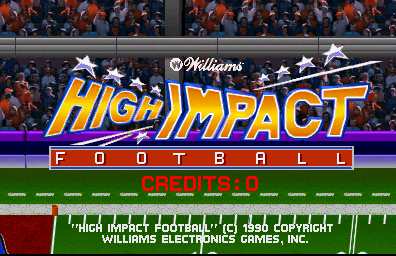 Williams
HIGH IMPACT
FOOTBALL
CREDITS:0
"HIGH IMPACT FOOTBALL" (C) 1990 COPYRIGHT
WILLIAMS ELECTRONICS GAMES, INC.